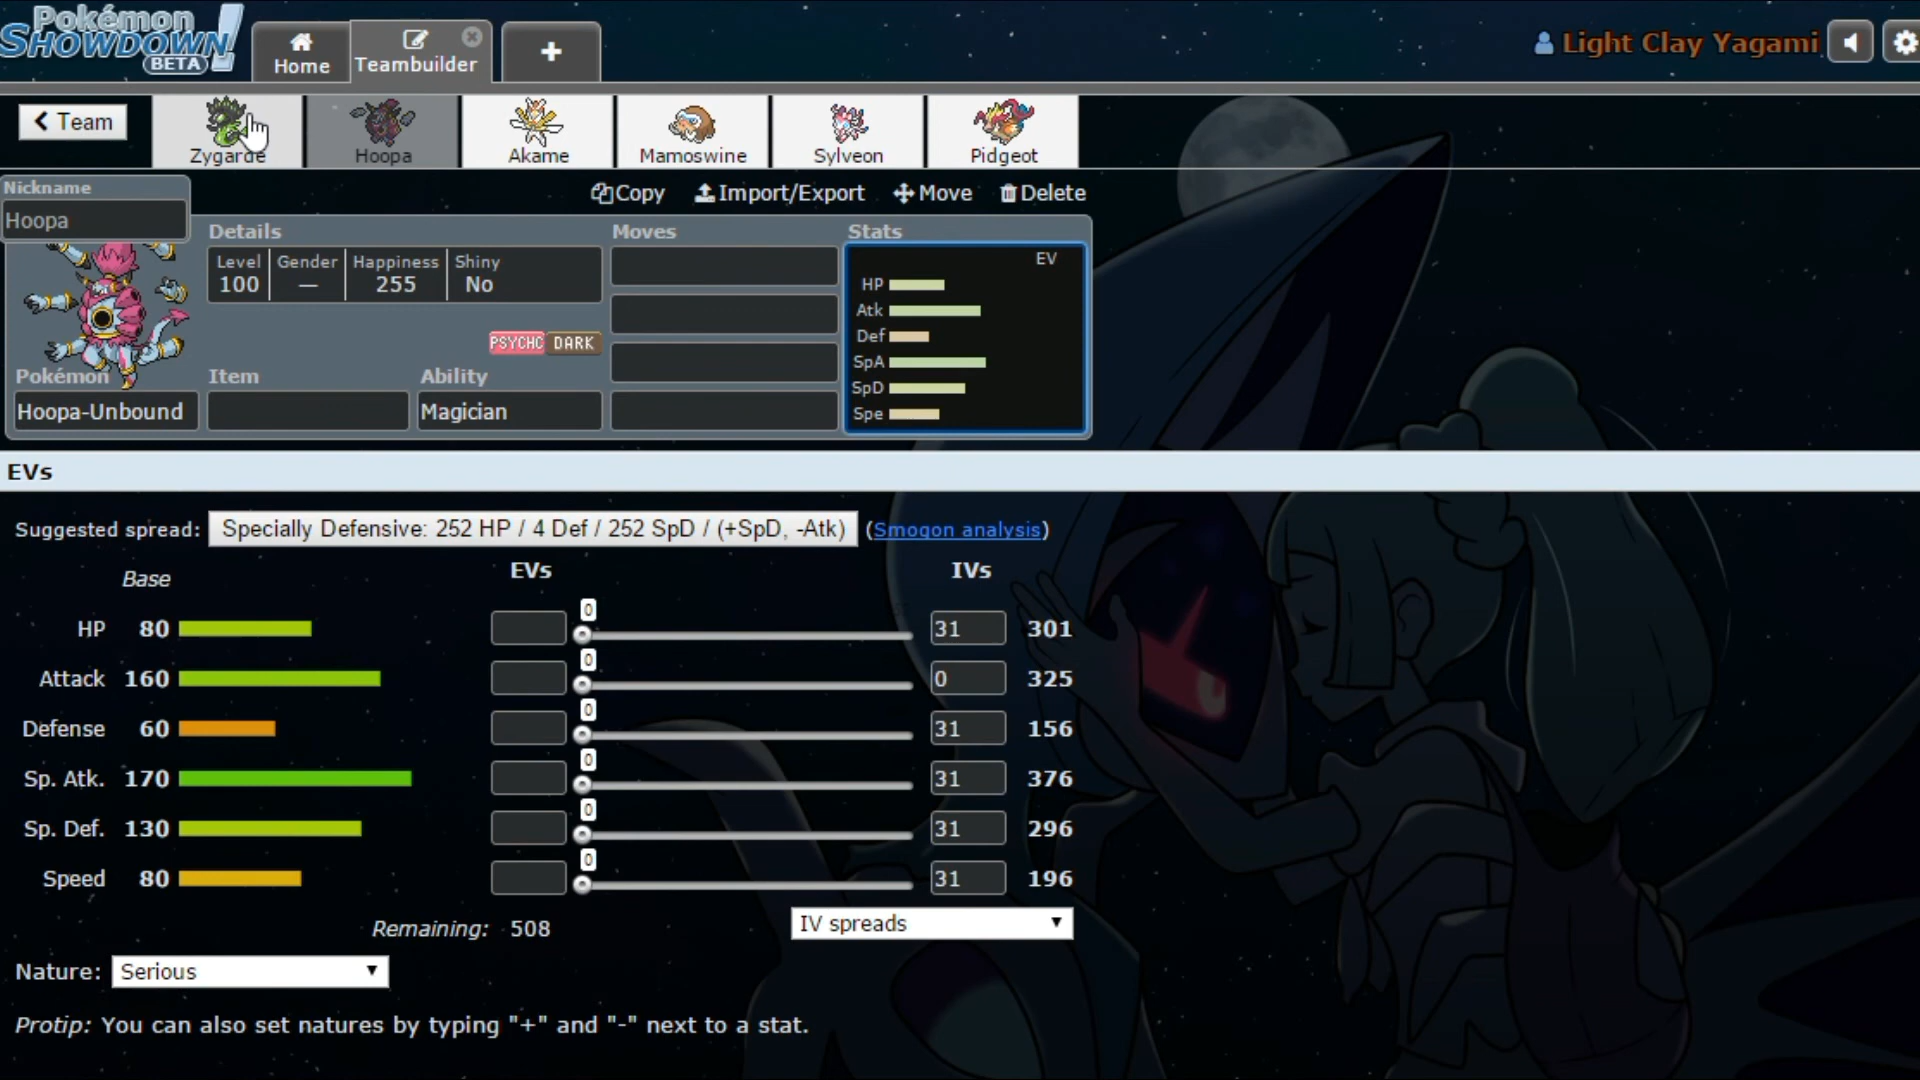 Pokémon
SHOWDOWN!
BETA
Home
Teambuilder
+
Light Clay Yagami
Team
Zygarde
Hoopa
Akame
Mamoswine
Sylveon
Pidgeot
Copy
Import/Export
Move
Delete
Nickname
Hoopa
Details
Level
100
Gender
—
Happiness
255
Shiny
No
PSYCHC DARK
Pokémon
Hoopa-Unbound
Item
Ability
Magician
Moves
Stats
EV
HP
Atk
Def
SpA
SpD
Spe
EVs
Suggested spread: Specially Defensive: 252 HP / 4 Def / 252 SpD / (+SpD, -Atk) (Smogon analysis)
Base EVs IVs
HP 80 0 31 301
Attack 160 0 0 325
Defense 60 0 31 156
Sp. Atk. 170 0 31 376
Sp. Def. 130 0 31 296
Speed 80 0 31 196
Remaining: 508
IV spreads
Nature: Serious
Protip: You can also set natures by typing "+" and "-" next to a stat.